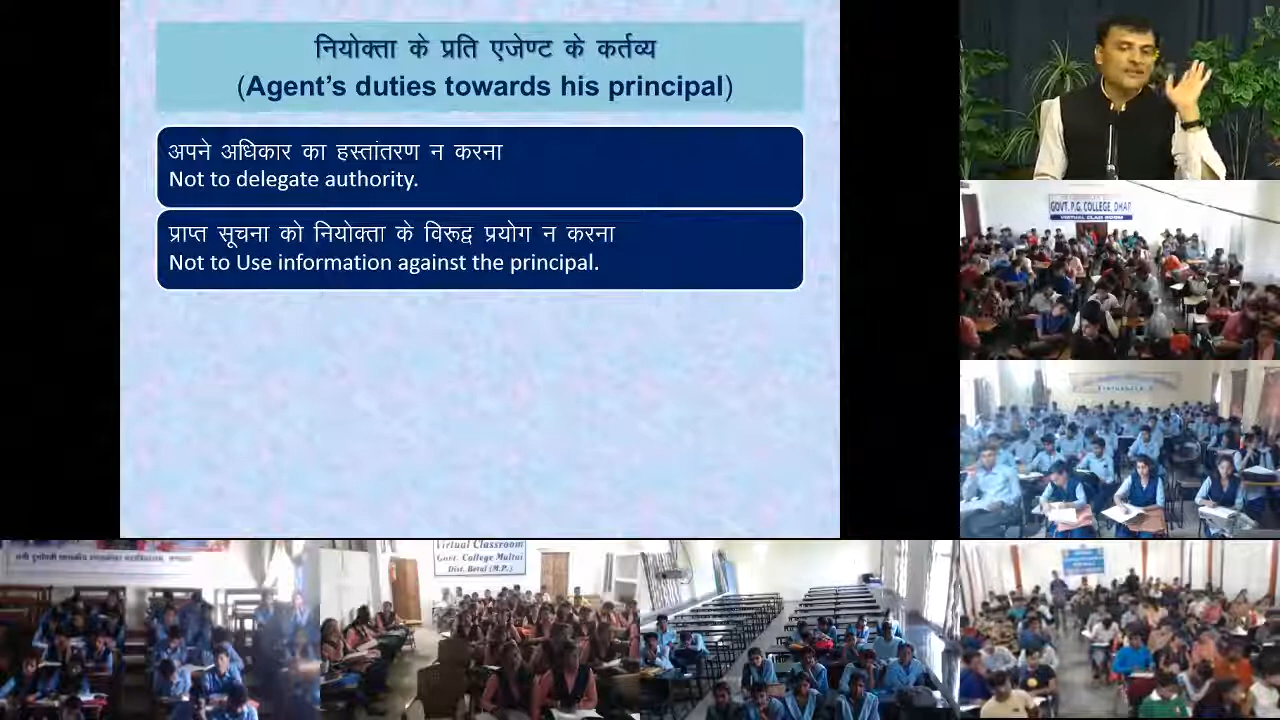 नियोक्ता के प्रति एजेण्ट के कर्तव्य
(Agent's duties towards his principal)
अपने अधिकार का हस्तांतरण न करना
Not to delegate authority.
प्राप्त सूचना को नियोक्ता के विरूद्व प्रयोग न करना
Not to Use information against the principal.
GOVT. P.G. COLLEGE, DHAR
VIRTUAL CLASS ROOM
Virtual Classroom
Govt. College Multai
Dist. Betul (M.P.)